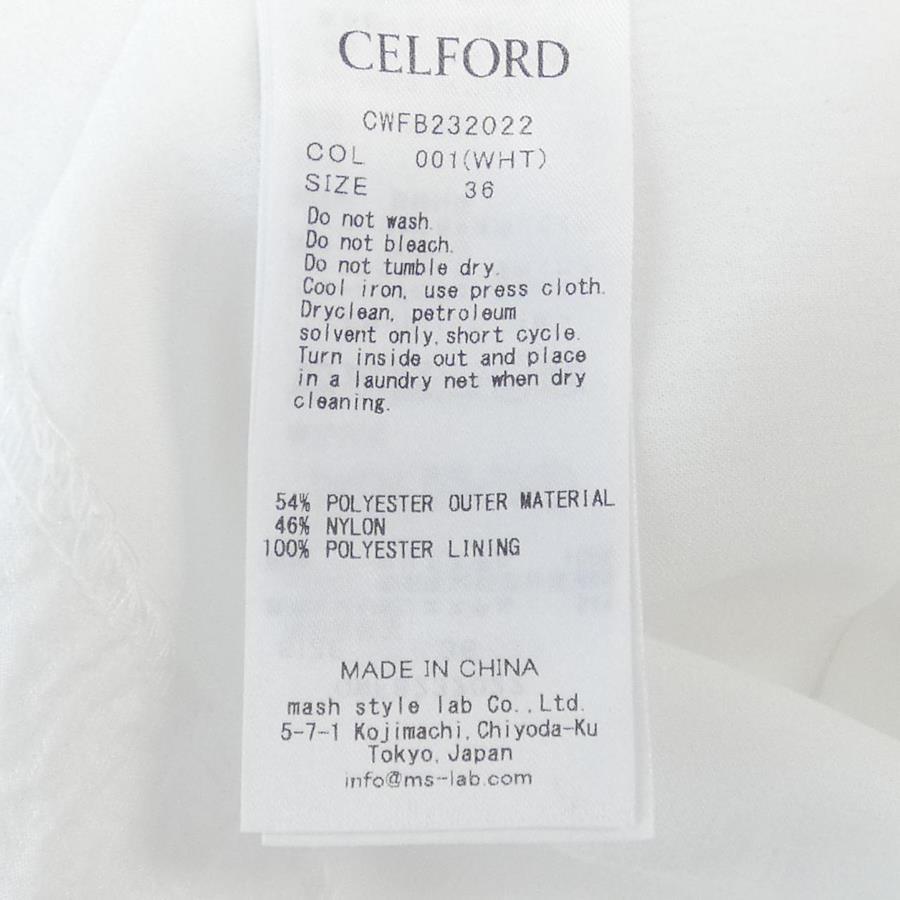 CELFORD
CWFB232022
COL 001(WHT)
SIZE 36
Do not wash.
Do not bleach.
Do not tumble dry.
Cool iron, use press cloth.
Dryclean, petroleum
solvent only, short cycle.
Turn inside out and place
in a laundry net when dry
cleaning.
54% POLYESTER OUTER MATERIAL
46% NYLON
100% POLYESTER LINING
MADE IN CHINA
mash style lab Co., Ltd.
5-7-1 Kojimachi, Chiyoda-Ku
Tokyo, Japan
info@ms-lab.com